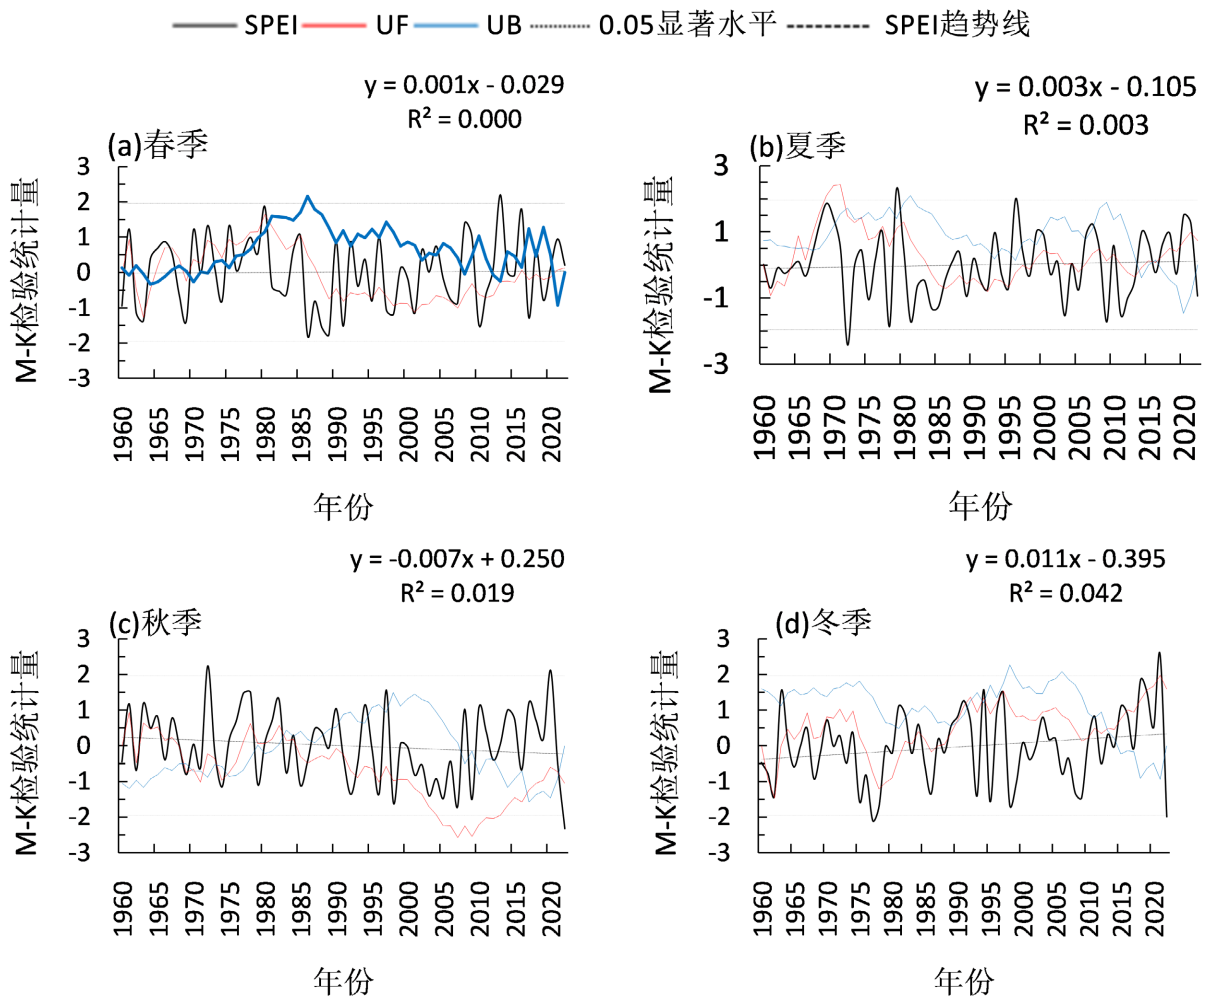 SPEI UF UB 0.05显著水平 SPEI趋势线
y = 0.001x - 0.029
R² = 0.000
(a)春季
M-K检验统计量
3
2
1
0
-1
-2
-3
1960 1965 1970 1975 1980 1985 1990 1995 2000 2005 2010 2015 2020
年份
y = 0.003x - 0.105
R² = 0.003
(b)夏季
M-K检验统计量
3
1
-1
-3
1960 1965 1970 1975 1980 1985 1990 1995 2000 2005 2010 2015 2020
年份
y = -0.007x + 0.250
R² = 0.019
(c)秋季
M-K检验统计量
3
2
1
0
-1
-2
-3
1960 1965 1970 1975 1980 1985 1990 1995 2000 2005 2010 2015 2020
年份
y = 0.011x - 0.395
R² = 0.042
(d)冬季
M-K检验统计量
3
2
1
0
-1
-2
-3
1960 1965 1970 1975 1980 1985 1990 1995 2000 2005 2010 2015 2020
年份